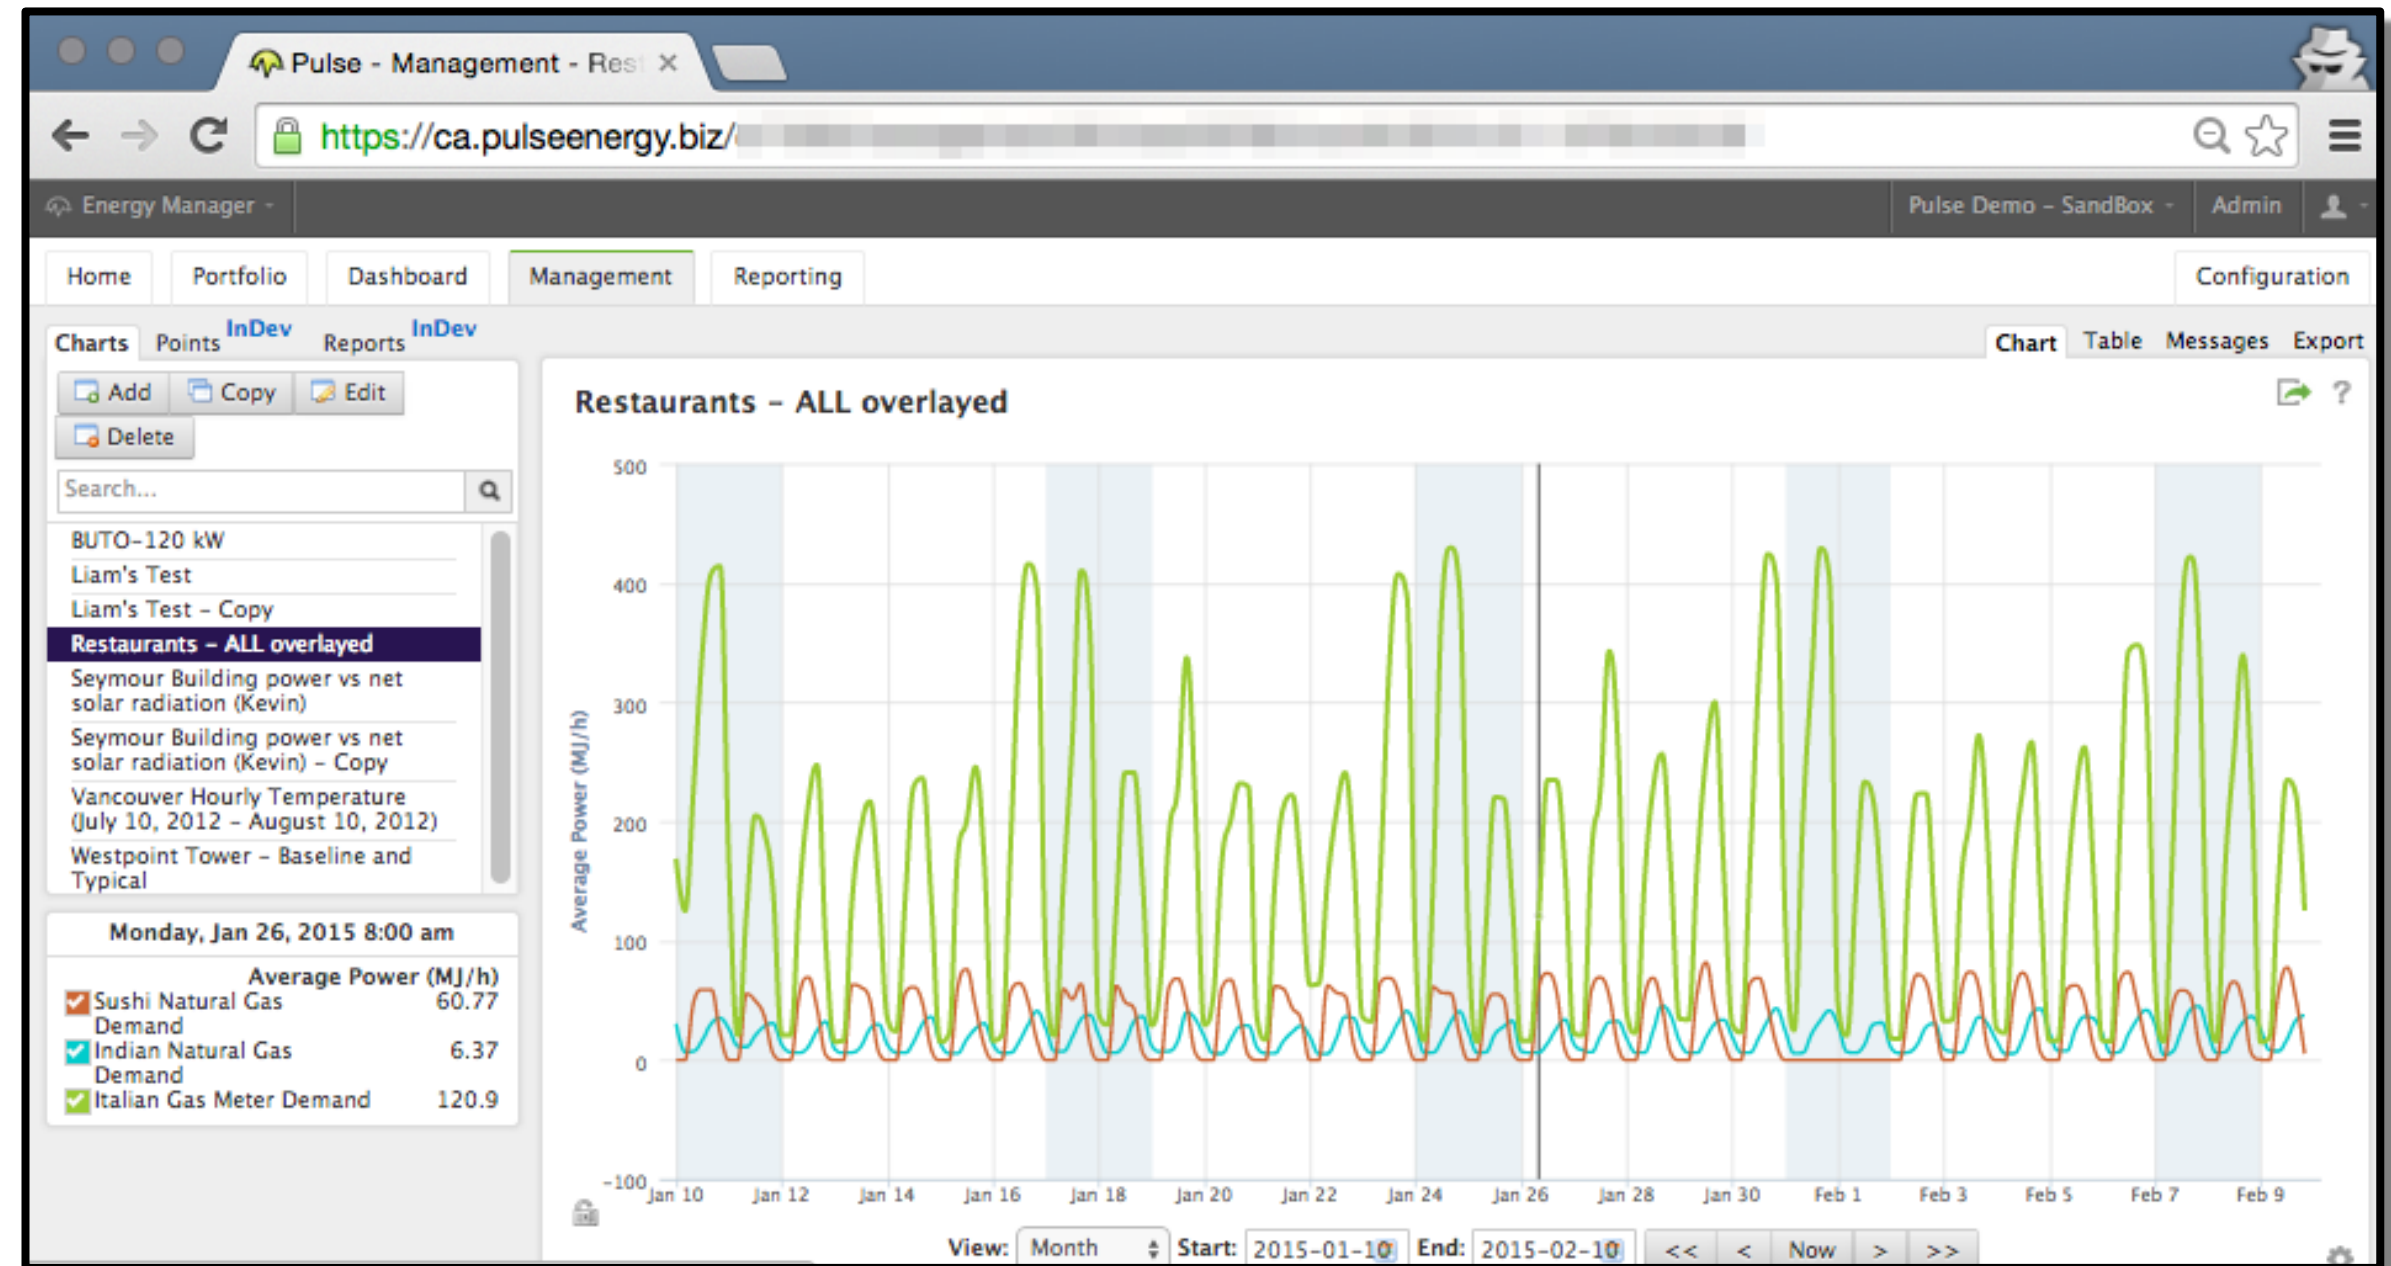 Pulse - Management - Res
https://ca.pulseenergy.biz/
Energy Manager
Pulse Demo – SandBox
Admin
Home
Portfolio
Dashboard
Management
Reporting
Configuration
Charts
Points InDev
Reports InDev
Chart
Table
Messages
Export
Add
Copy
Edit
Delete
Search...
BUTO–120 kW
Liam's Test
Liam's Test – Copy
Restaurants – ALL overlayed
Seymour Building power vs net
solar radiation (Kevin)
Seymour Building power vs net
solar radiation (Kevin) – Copy
Vancouver Hourly Temperature
(July 10, 2012 – August 10, 2012)
Westpoint Tower – Baseline and
Typical
Monday, Jan 26, 2015 8:00 am
Average Power (MJ/h)
Sushi Natural Gas 60.77
Demand
Indian Natural Gas 6.37
Demand
Italian Gas Meter Demand 120.9
Restaurants – ALL overlayed
?
Average Power (MJ/h)
500
400
300
200
100
0
-100
Jan 10 Jan 12 Jan 14 Jan 16 Jan 18 Jan 20 Jan 22 Jan 24 Jan 26 Jan 28 Jan 30 Feb 1 Feb 3 Feb 5 Feb 7 Feb 9
View: Month Start: 2015-01-10 End: 2015-02-10 << < Now > >>